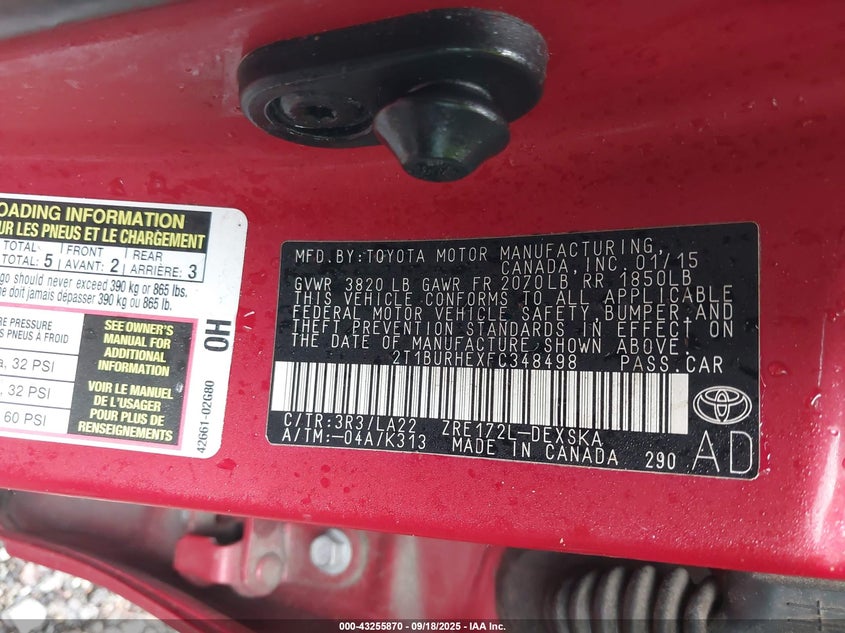 OADING INFORMATION
UR LES PNEUS ET LE CHARGEMENT
TOTAL
TOTAL: 5
FRONT
AVANT: 2
REAR
ARRIÈRE: 3
go should never exceed 390 kg or 865 lbs.
ne doit jamais dépasser 390 kg ou 865 lb.
RE PRESSURE
PNEUS À FROID
a, 32 PSI
, 32 PSI
60 PSI
SEE OWNER'S
MANUAL FOR
ADDITIONAL
INFORMATION
VOIR LE MANUEL
DE L'USAGER
POUR PLUS DE
RENSEIGNEMENTS
0H
42661-02G80
MFD.BY:TOYOTA MOTOR MANUFACTURING,
CANADA, INC. 01/15
GVWR 3820LB GAWR FR 2070LB RR 1850LB
THIS VEHICLE CONFORMS TO ALL APPLICABLE
FEDERAL MOTOR VEHICLE SAFETY, BUMPER, AND
THEFT PREVENTION STANDARDS IN EFFECT ON
THE DATE OF MANUFACTURE SHOWN ABOVE.
2T1BURHEXFC348498 PASS.CAR
C/TR:3R3/LA22 ZRE172L-DEXSKA
A/TM:-04A/K313 MADE IN CANADA 290
AD
000-43255870 - 09/18/2025 - IAA Inc.